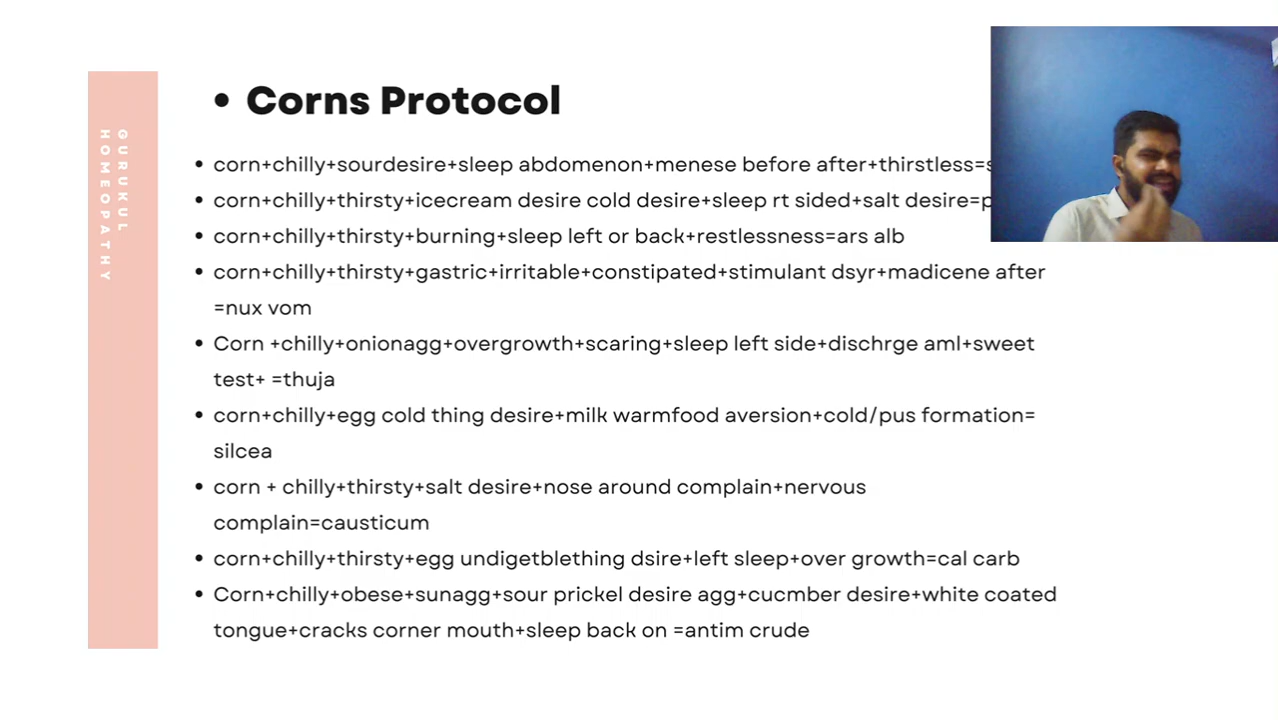 GURUKUL
HOMEOPATHY
• Corns Protocol
• corn+chilly+sourdesire+sleep abdomenon+menese before after+thirstless=s
• corn+chilly+thirsty+icecream desire cold desire+sleep rt sided+salt desire=p
• corn+chilly+thirsty+burning+sleep left or back+restlessness=ars alb
• corn+chilly+thirsty+gastric+irritable+constipated+stimulant dsyr+madicene after
=nux vom
• Corn +chilly+onionagg+overgrowth+scaring+sleep left side+dischrge aml+sweet
test+ =thuja
• corn+chilly+egg cold thing desire+milk warmfood aversion+cold/pus formation=
silcea
• corn + chilly+thirsty+salt desire+nose around complain+nervous
complain=causticum
• corn+chilly+thirsty+egg undigetblething dsire+left sleep+over growth=cal carb
• Corn+chilly+obese+sunagg+sour prickel desire agg+cucmber desire+white coated
tongue+cracks corner mouth+sleep back on =antim crude